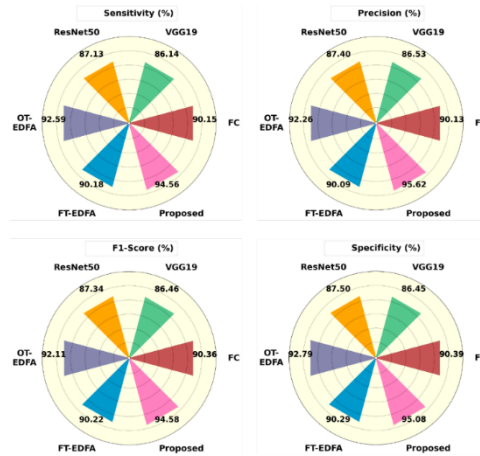 Sensitivity (%)
ResNet50 VGG19
87.13 86.14
OT-EDFA 92.59 90.15 FC
90.18 94.56
FT-EDFA Proposed
Precision (%)
ResNet50 VGG19
87.40 86.53
OT-EDFA 92.26 90.13 F
90.09 95.62
FT-EDFA Proposed
F1-Score (%)
ResNet50 VGG19
87.34 86.46
OT-EDFA 92.11 90.36 FC
90.22 94.58
FT-EDFA Proposed
Specificity (%)
ResNet50 VGG19
87.50 86.45
OT-EDFA 92.79 90.39 F
90.29 95.08
FT-EDFA Proposed